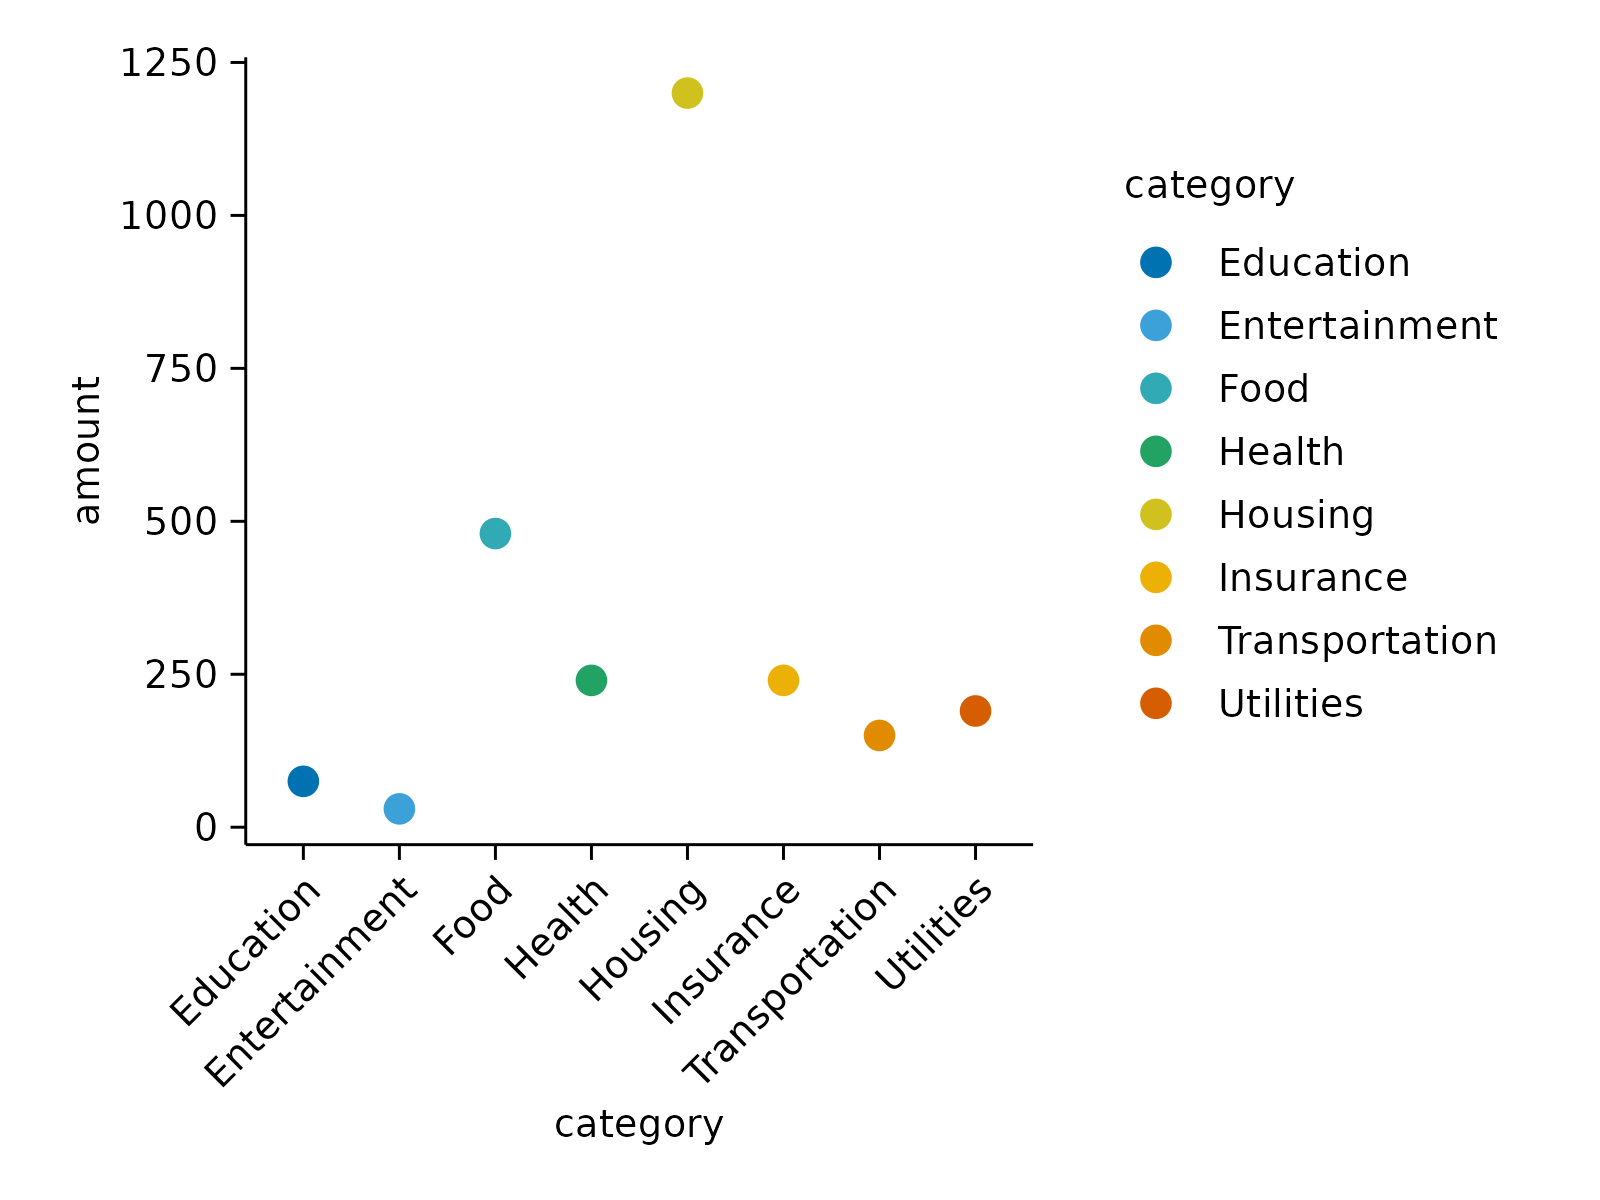 1250
1000
750
500
250
0
amount
Education
Entertainment
Food
Health
Housing
Insurance
Transportation
Utilities
category
category
Education
Entertainment
Food
Health
Housing
Insurance
Transportation
Utilities